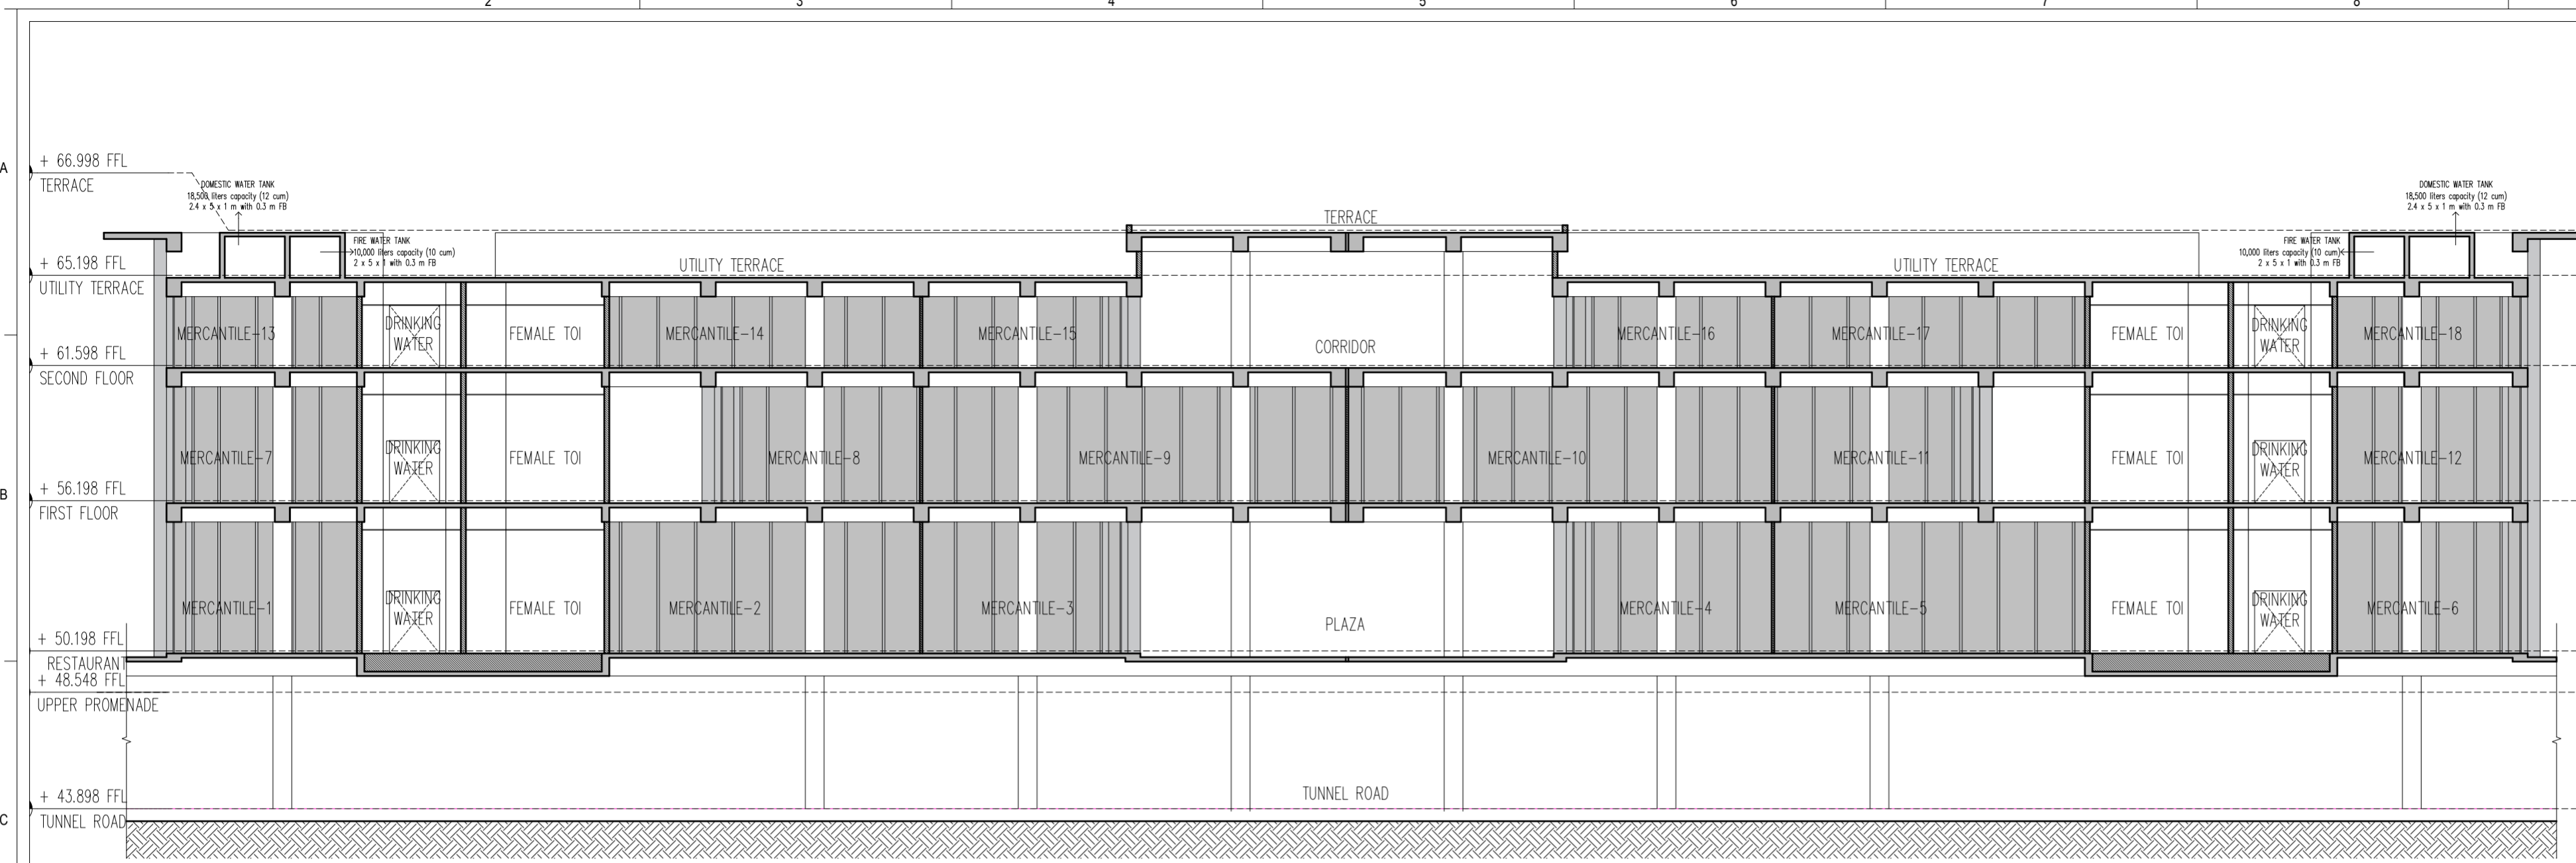 2 3 4 5 6 7 8
A
+ 66.998 FFL
TERRACE
DOMESTIC WATER TANK
18,500 liters capacity (12 cum)
2.4 x 5 x 1 m with 0.3 m FB
DOMESTIC WATER TANK
18,500 liters capacity (12 cum)
2.4 x 5 x 1 m with 0.3 m FB
TERRACE
FIRE WATER TANK
10,000 liters capacity (10 cum)
2 x 5 x 1 with 0.3 m FB
FIRE WATER TANK
10,000 liters capacity (10 cum)
2 x 5 x 1 with 0.3 m FB
+ 65.198 FFL
UTILITY TERRACE
UTILITY TERRACE
UTILITY TERRACE
MERCANTILE-13
DRINKING
WATER
FEMALE TOI
MERCANTILE-14
MERCANTILE-15
CORRIDOR
MERCANTILE-16
MERCANTILE-17
FEMALE TOI
DRINKING
WATER
MERCANTILE-18
+ 61.598 FFL
SECOND FLOOR
MERCANTILE-7
DRINKING
WATER
FEMALE TOI
MERCANTILE-8
MERCANTILE-9
MERCANTILE-10
MERCANTILE-11
FEMALE TOI
DRINKING
WATER
MERCANTILE-12
B
+ 56.198 FFL
FIRST FLOOR
MERCANTILE-1
DRINKING
WATER
FEMALE TOI
MERCANTILE-2
MERCANTILE-3
PLAZA
MERCANTILE-4
MERCANTILE-5
FEMALE TOI
DRINKING
WATER
MERCANTILE-6
+ 50.198 FFL
RESTAURANT
+ 48.548 FFL
UPPER PROMENADE
TUNNEL ROAD
+ 43.898 FFL
TUNNEL ROAD
C